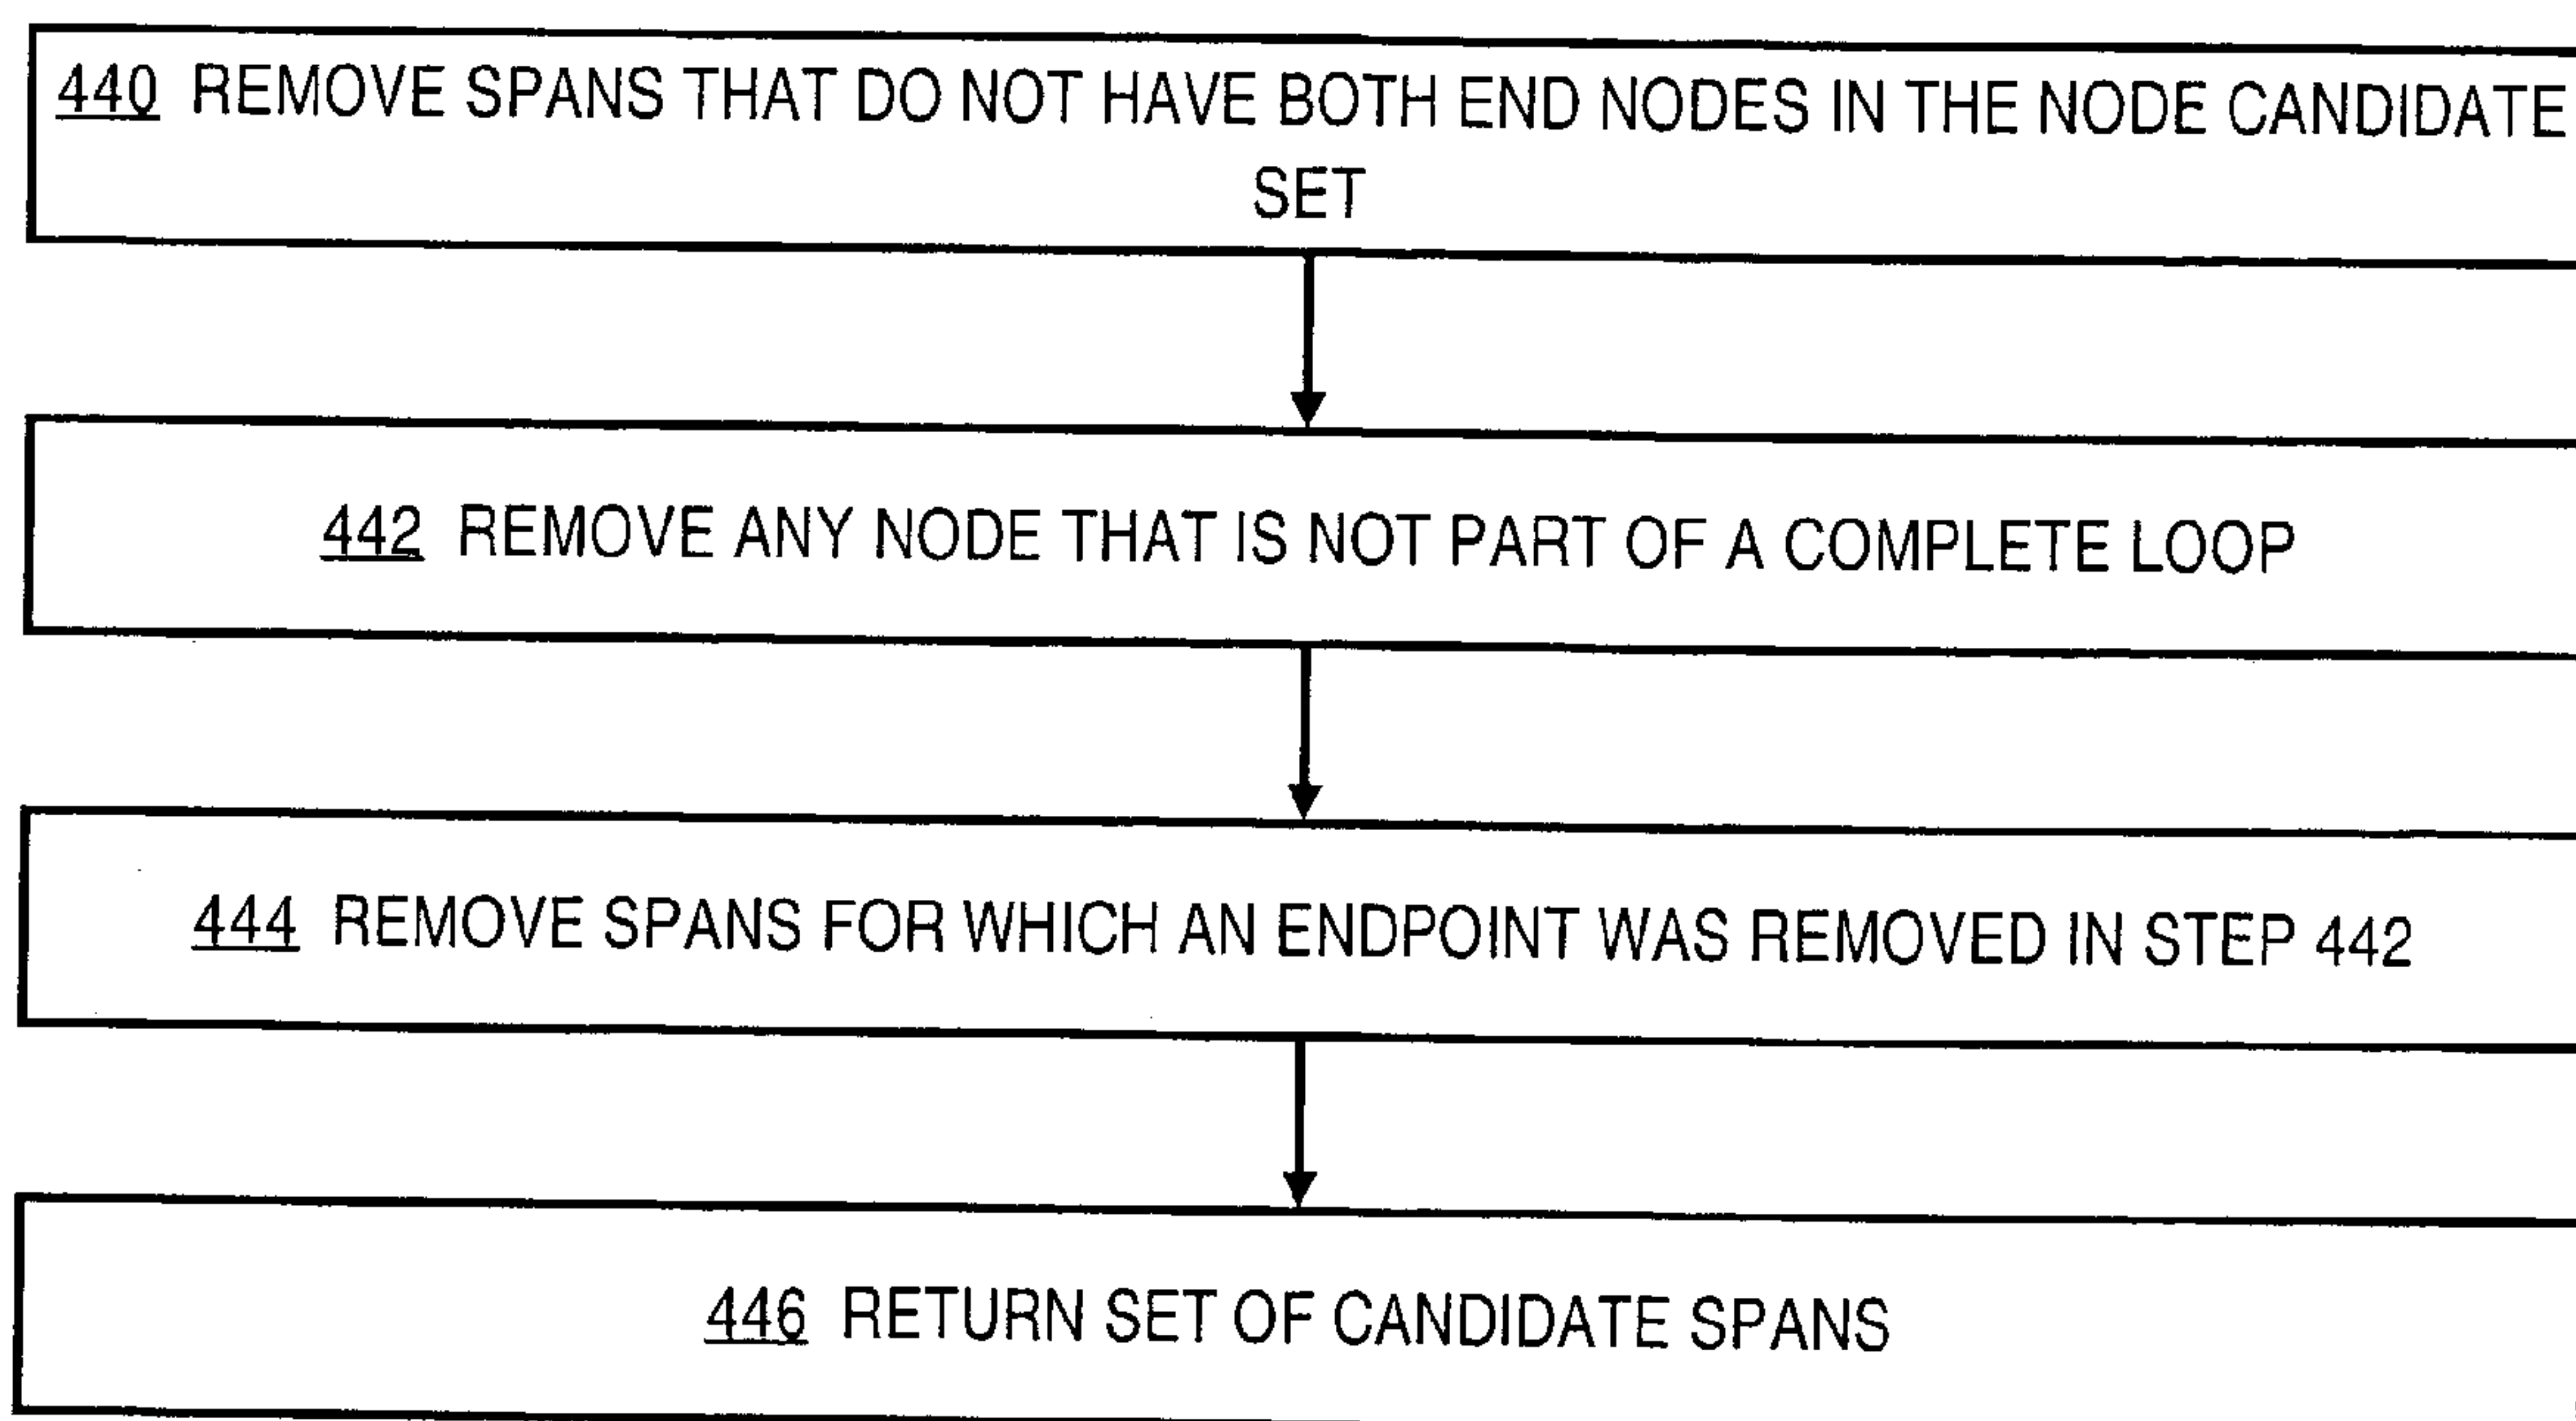 440 REMOVE SPANS THAT DO NOT HAVE BOTH END NODES IN THE NODE CANDIDATE
SET
442 REMOVE ANY NODE THAT IS NOT PART OF A COMPLETE LOOP
444 REMOVE SPANS FOR WHICH AN ENDPOINT WAS REMOVED IN STEP 442
446 RETURN SET OF CANDIDATE SPANS